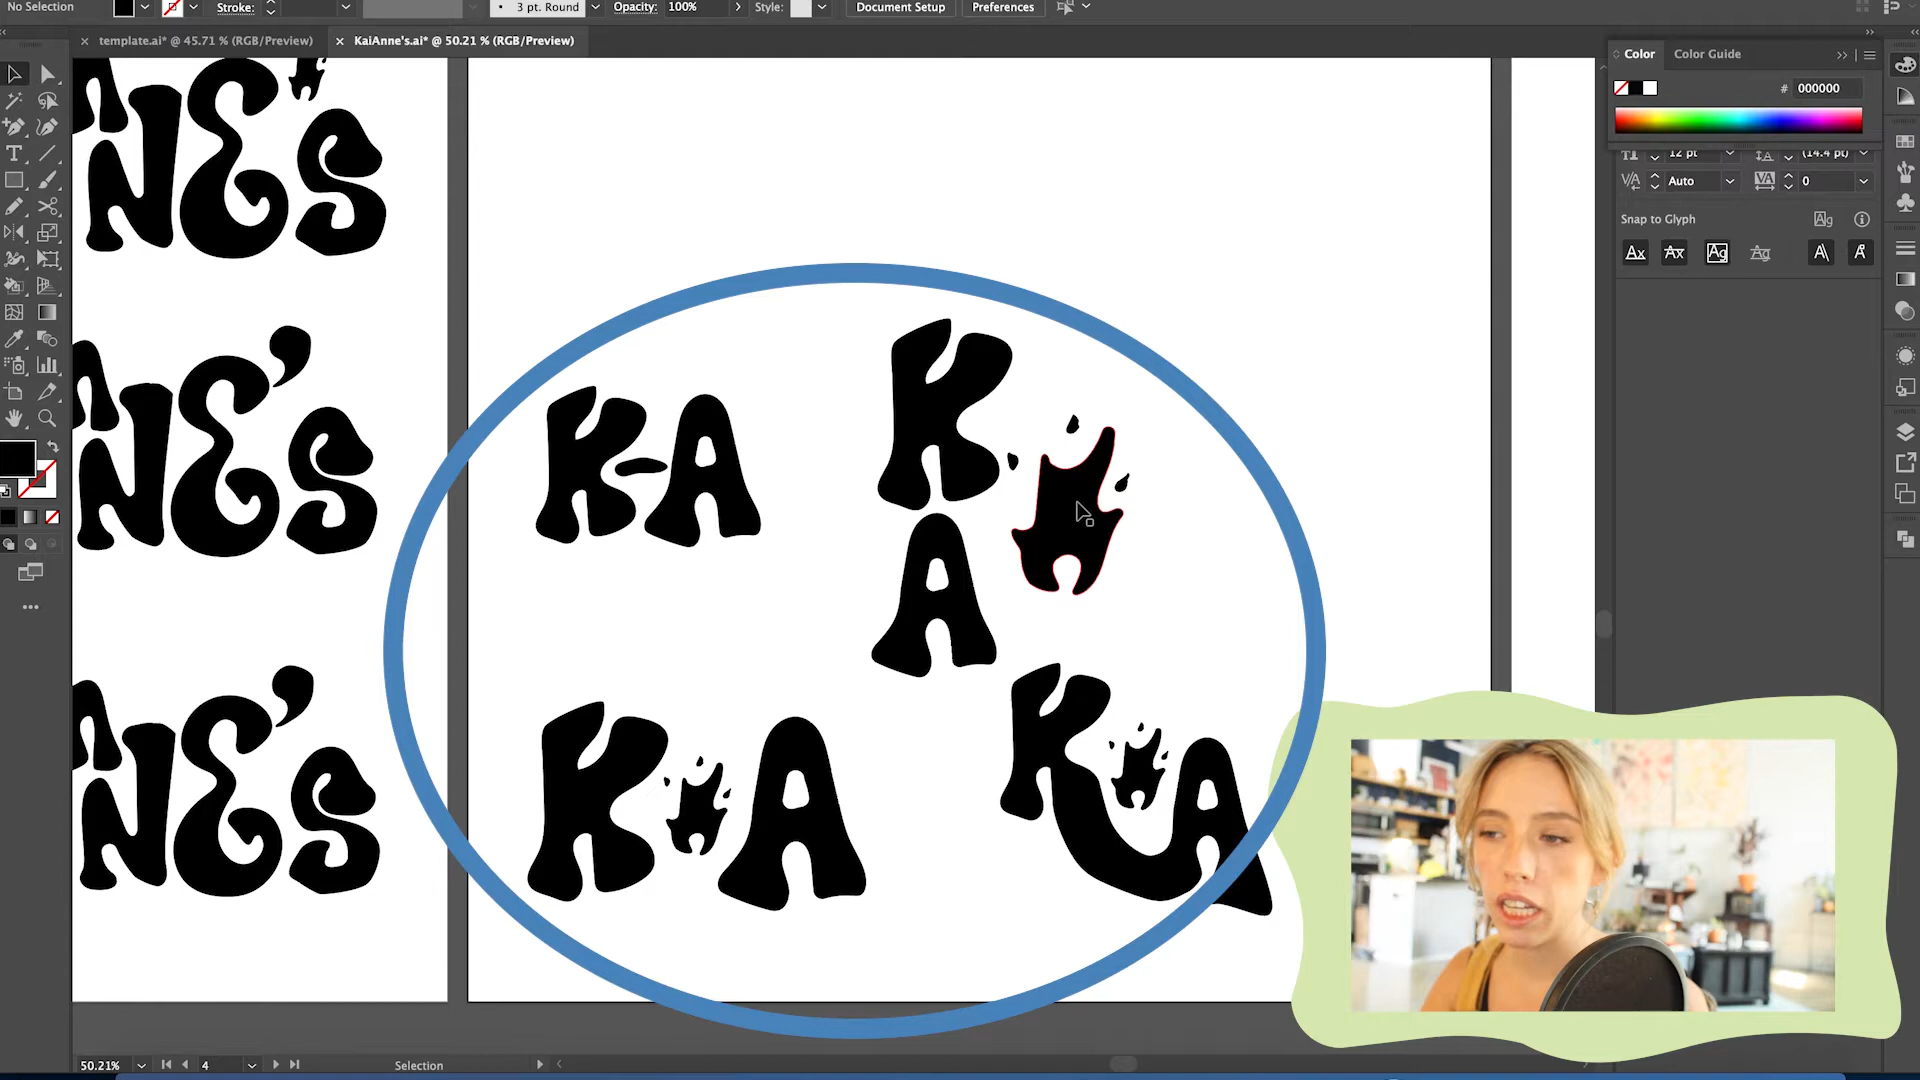 No Selection
Stroke:
3 pt. Round
Opacity: 100%
Style:
Document Setup
Preferences
× template.ai* @ 45.71 % (RGB/Preview)
× KaiAnne's.ai* @ 50.21 % (RGB/Preview)
Color
Color Guide
# 000000
12 pt
(14.4 pt)
Auto
0
Snap to Glyph
NE'S
NE'S
NE'S
K-A
K
A
KA
KA
50.21%
4
Selection